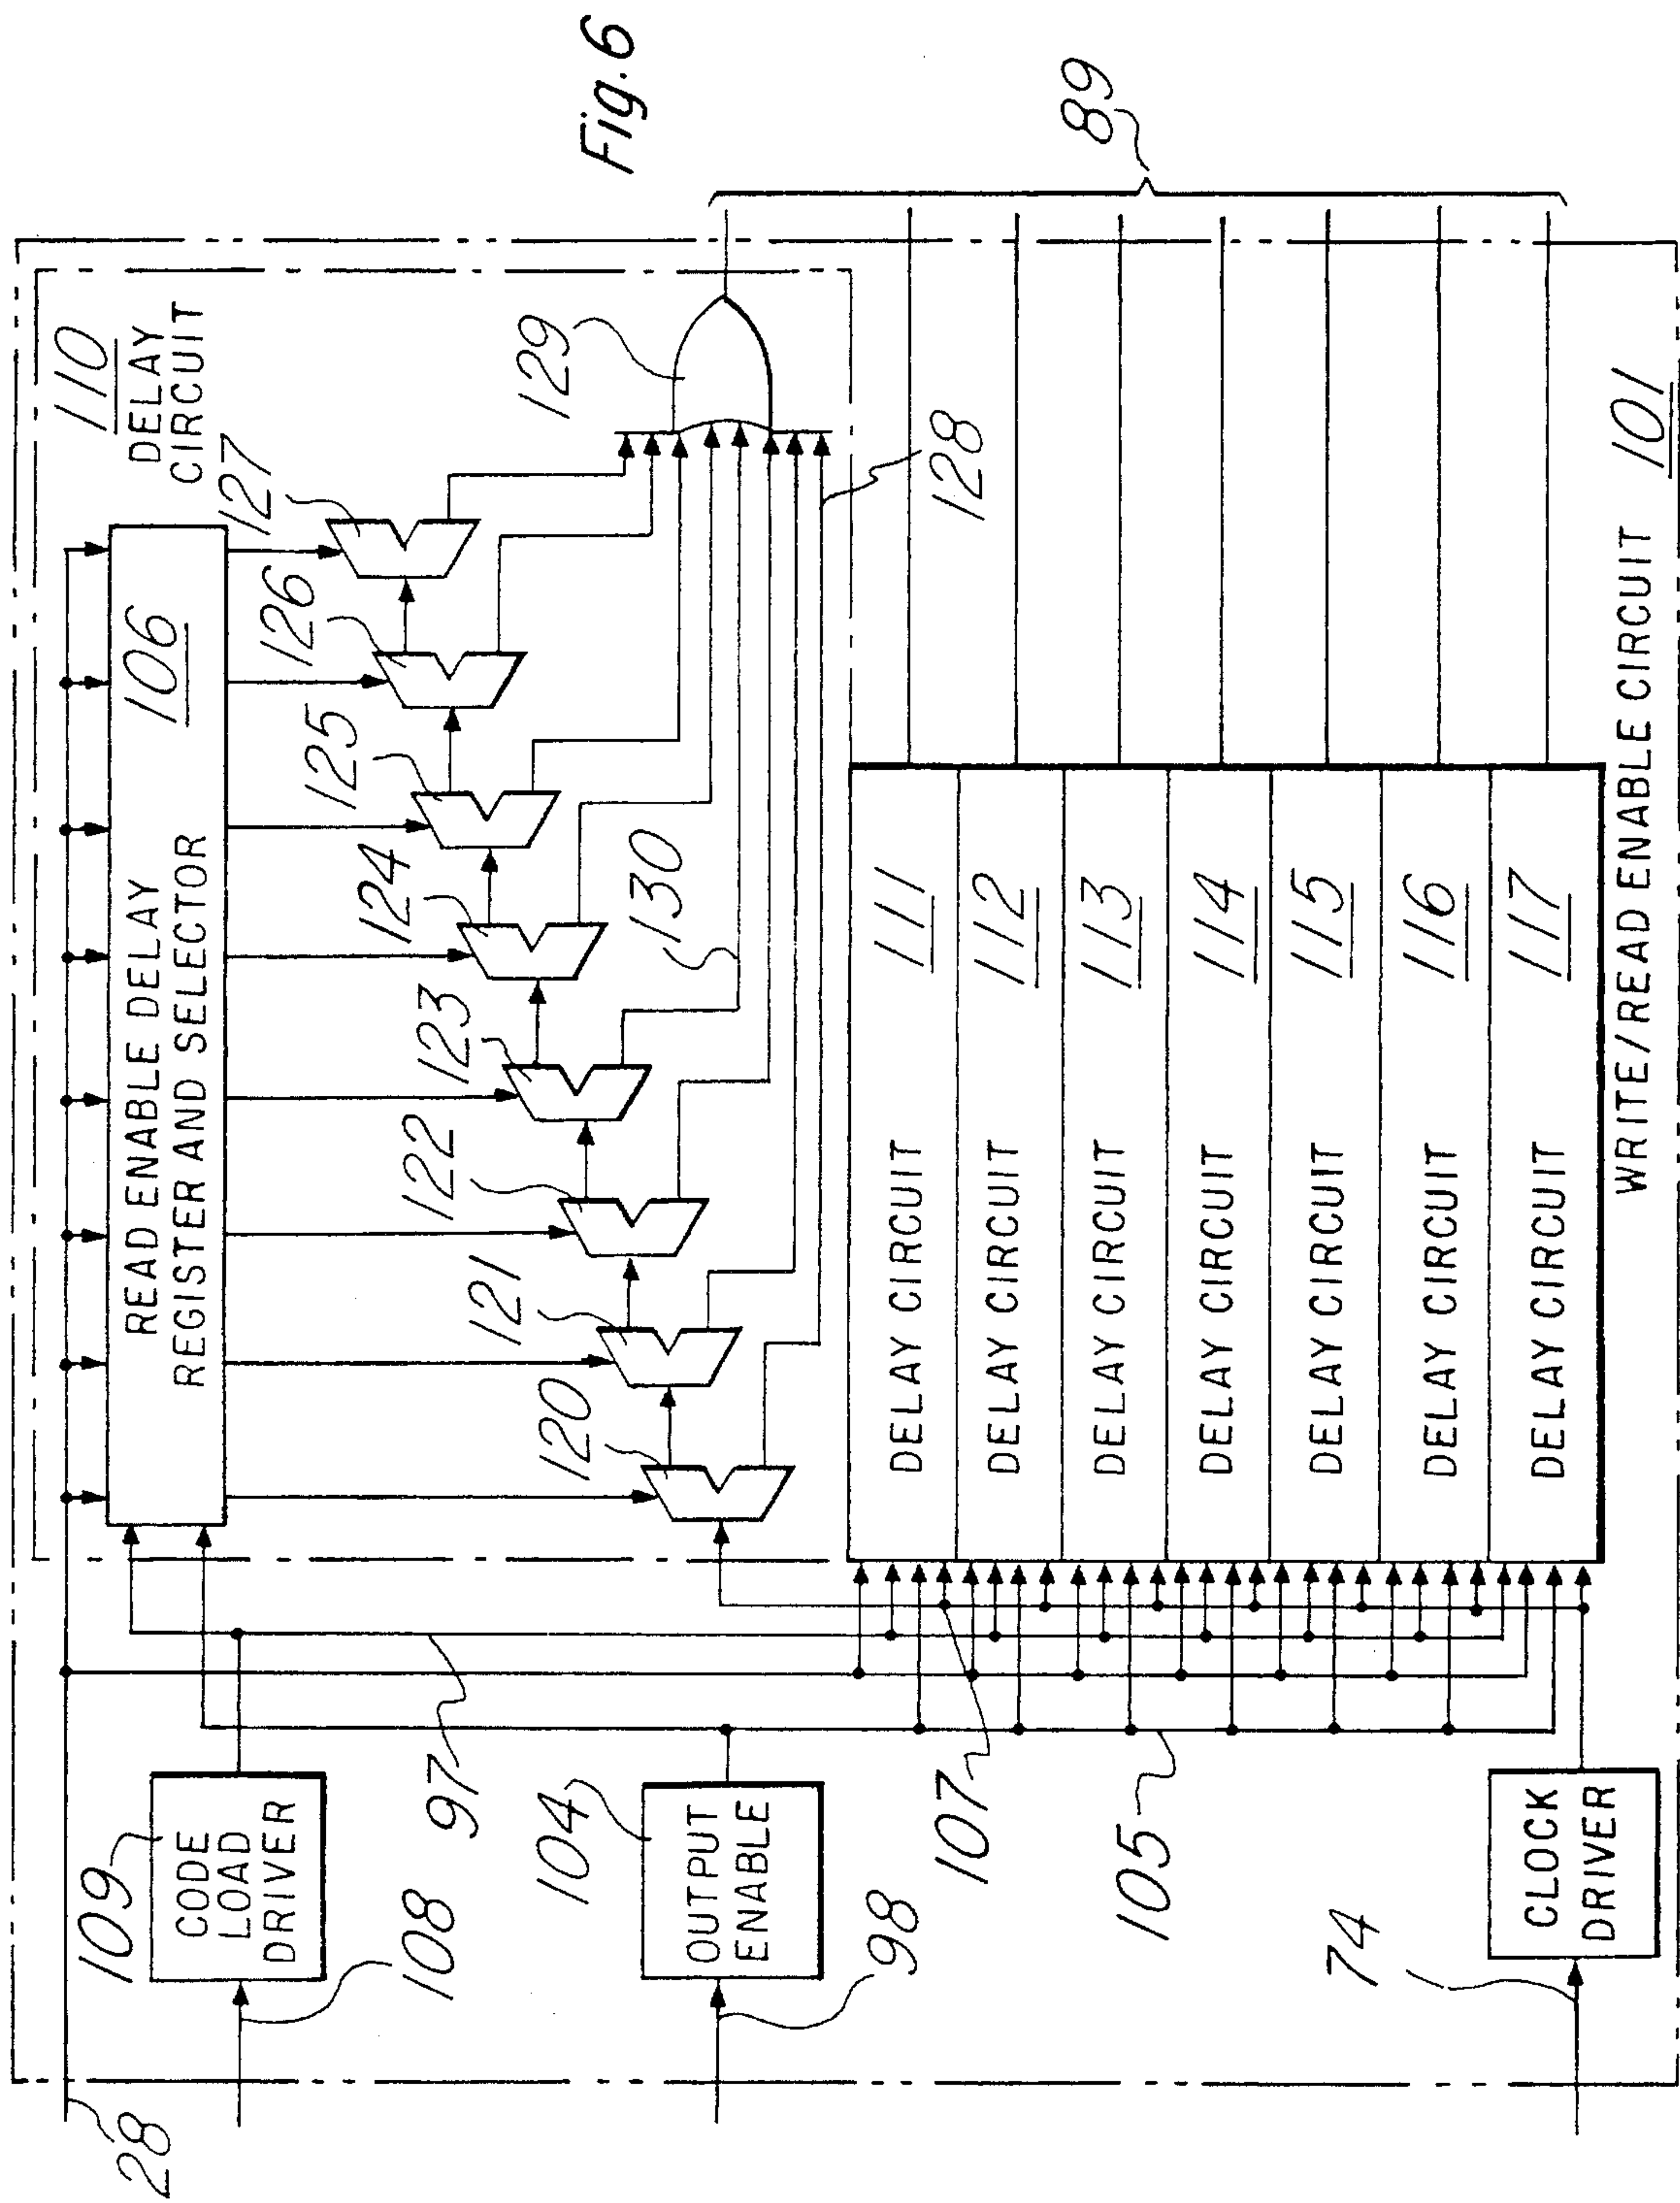 Fig.6
110
DELAY
CIRCUIT
READ ENABLE DELAY
REGISTER AND SELECTOR
106
120
121
122
123
124
125
126
127
129
130
128
89
28
109
CODE
LOAD
DRIVER
108
97
104
OUTPUT
ENABLE
98
107
105
74
CLOCK
DRIVER
DELAY CIRCUIT 111
DELAY CIRCUIT 112
DELAY CIRCUIT 113
DELAY CIRCUIT 114
DELAY CIRCUIT 115
DELAY CIRCUIT 116
DELAY CIRCUIT 117
WRITE/READ ENABLE CIRCUIT 101